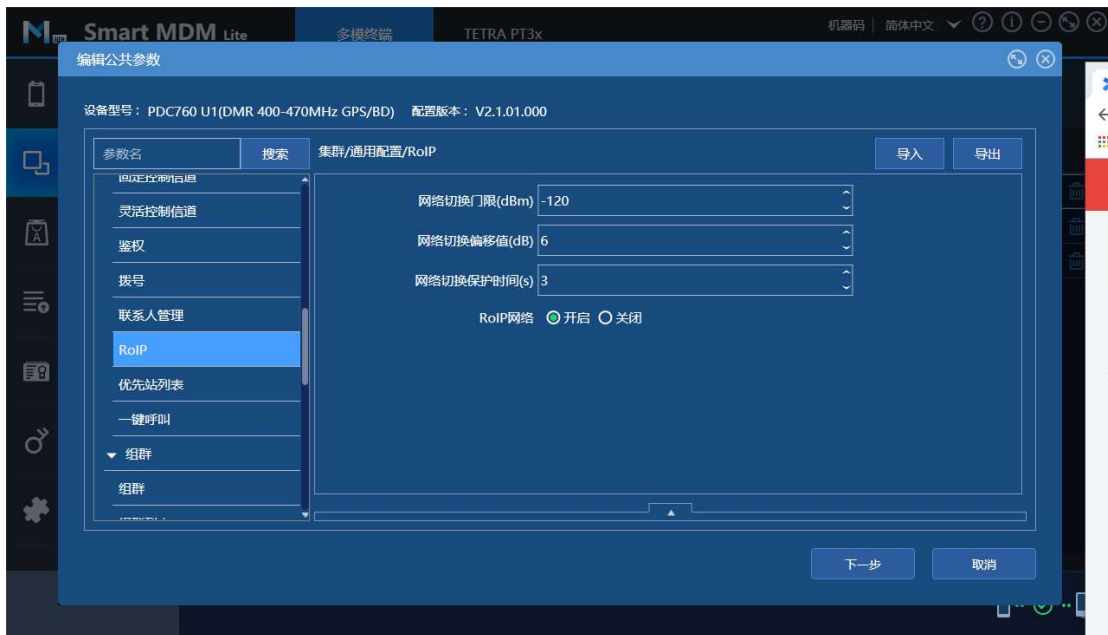 Smart MDM Lite
多模终端
TETRA PT3x
机器码
简体中文
编辑公共参数
设备型号： PDC760 U1(DMR 400-470MHz GPS/BD) 配置版本： V2.1.01.000
参数名
搜索
集群/通用配置/RoIP
导入
导出
固定控制信道
灵活控制信道
鉴权
拨号
联系人管理
RoIP
优先站列表
一键呼叫
组群
组群
网络切换门限(dBm) -120
网络切换偏移值(dB) 6
网络切换保护时间(s) 3
RoIP网络 开启 关闭
下一步
取消